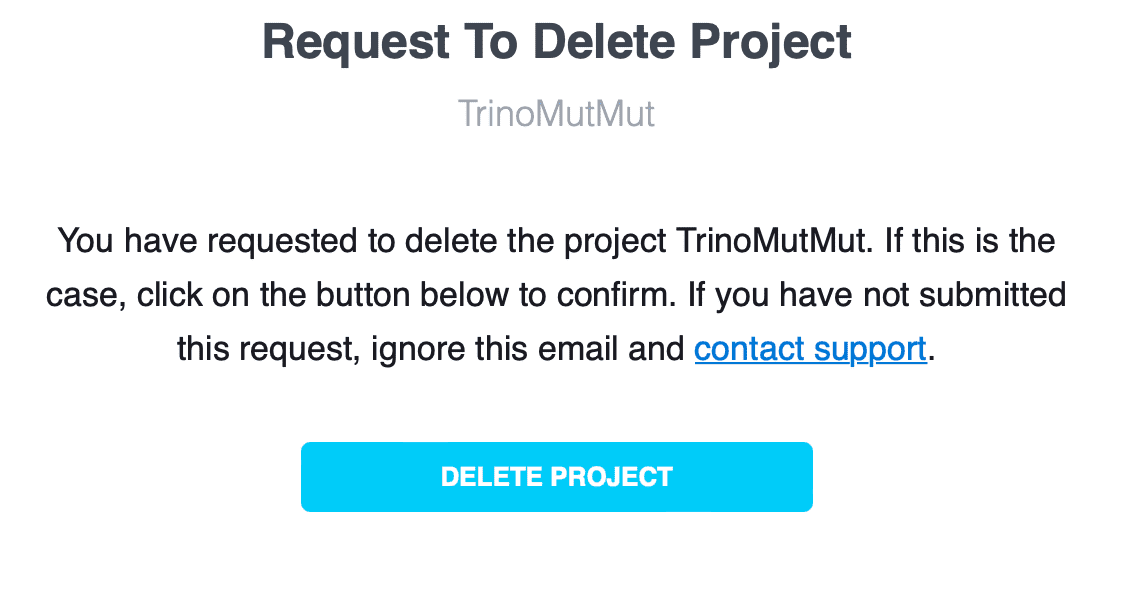 Request To Delete Project
TrinoMutMut
You have requested to delete the project TrinoMutMut. If this is the
case, click on the button below to confirm. If you have not submitted
this request, ignore this email and contact support.
DELETE PROJECT